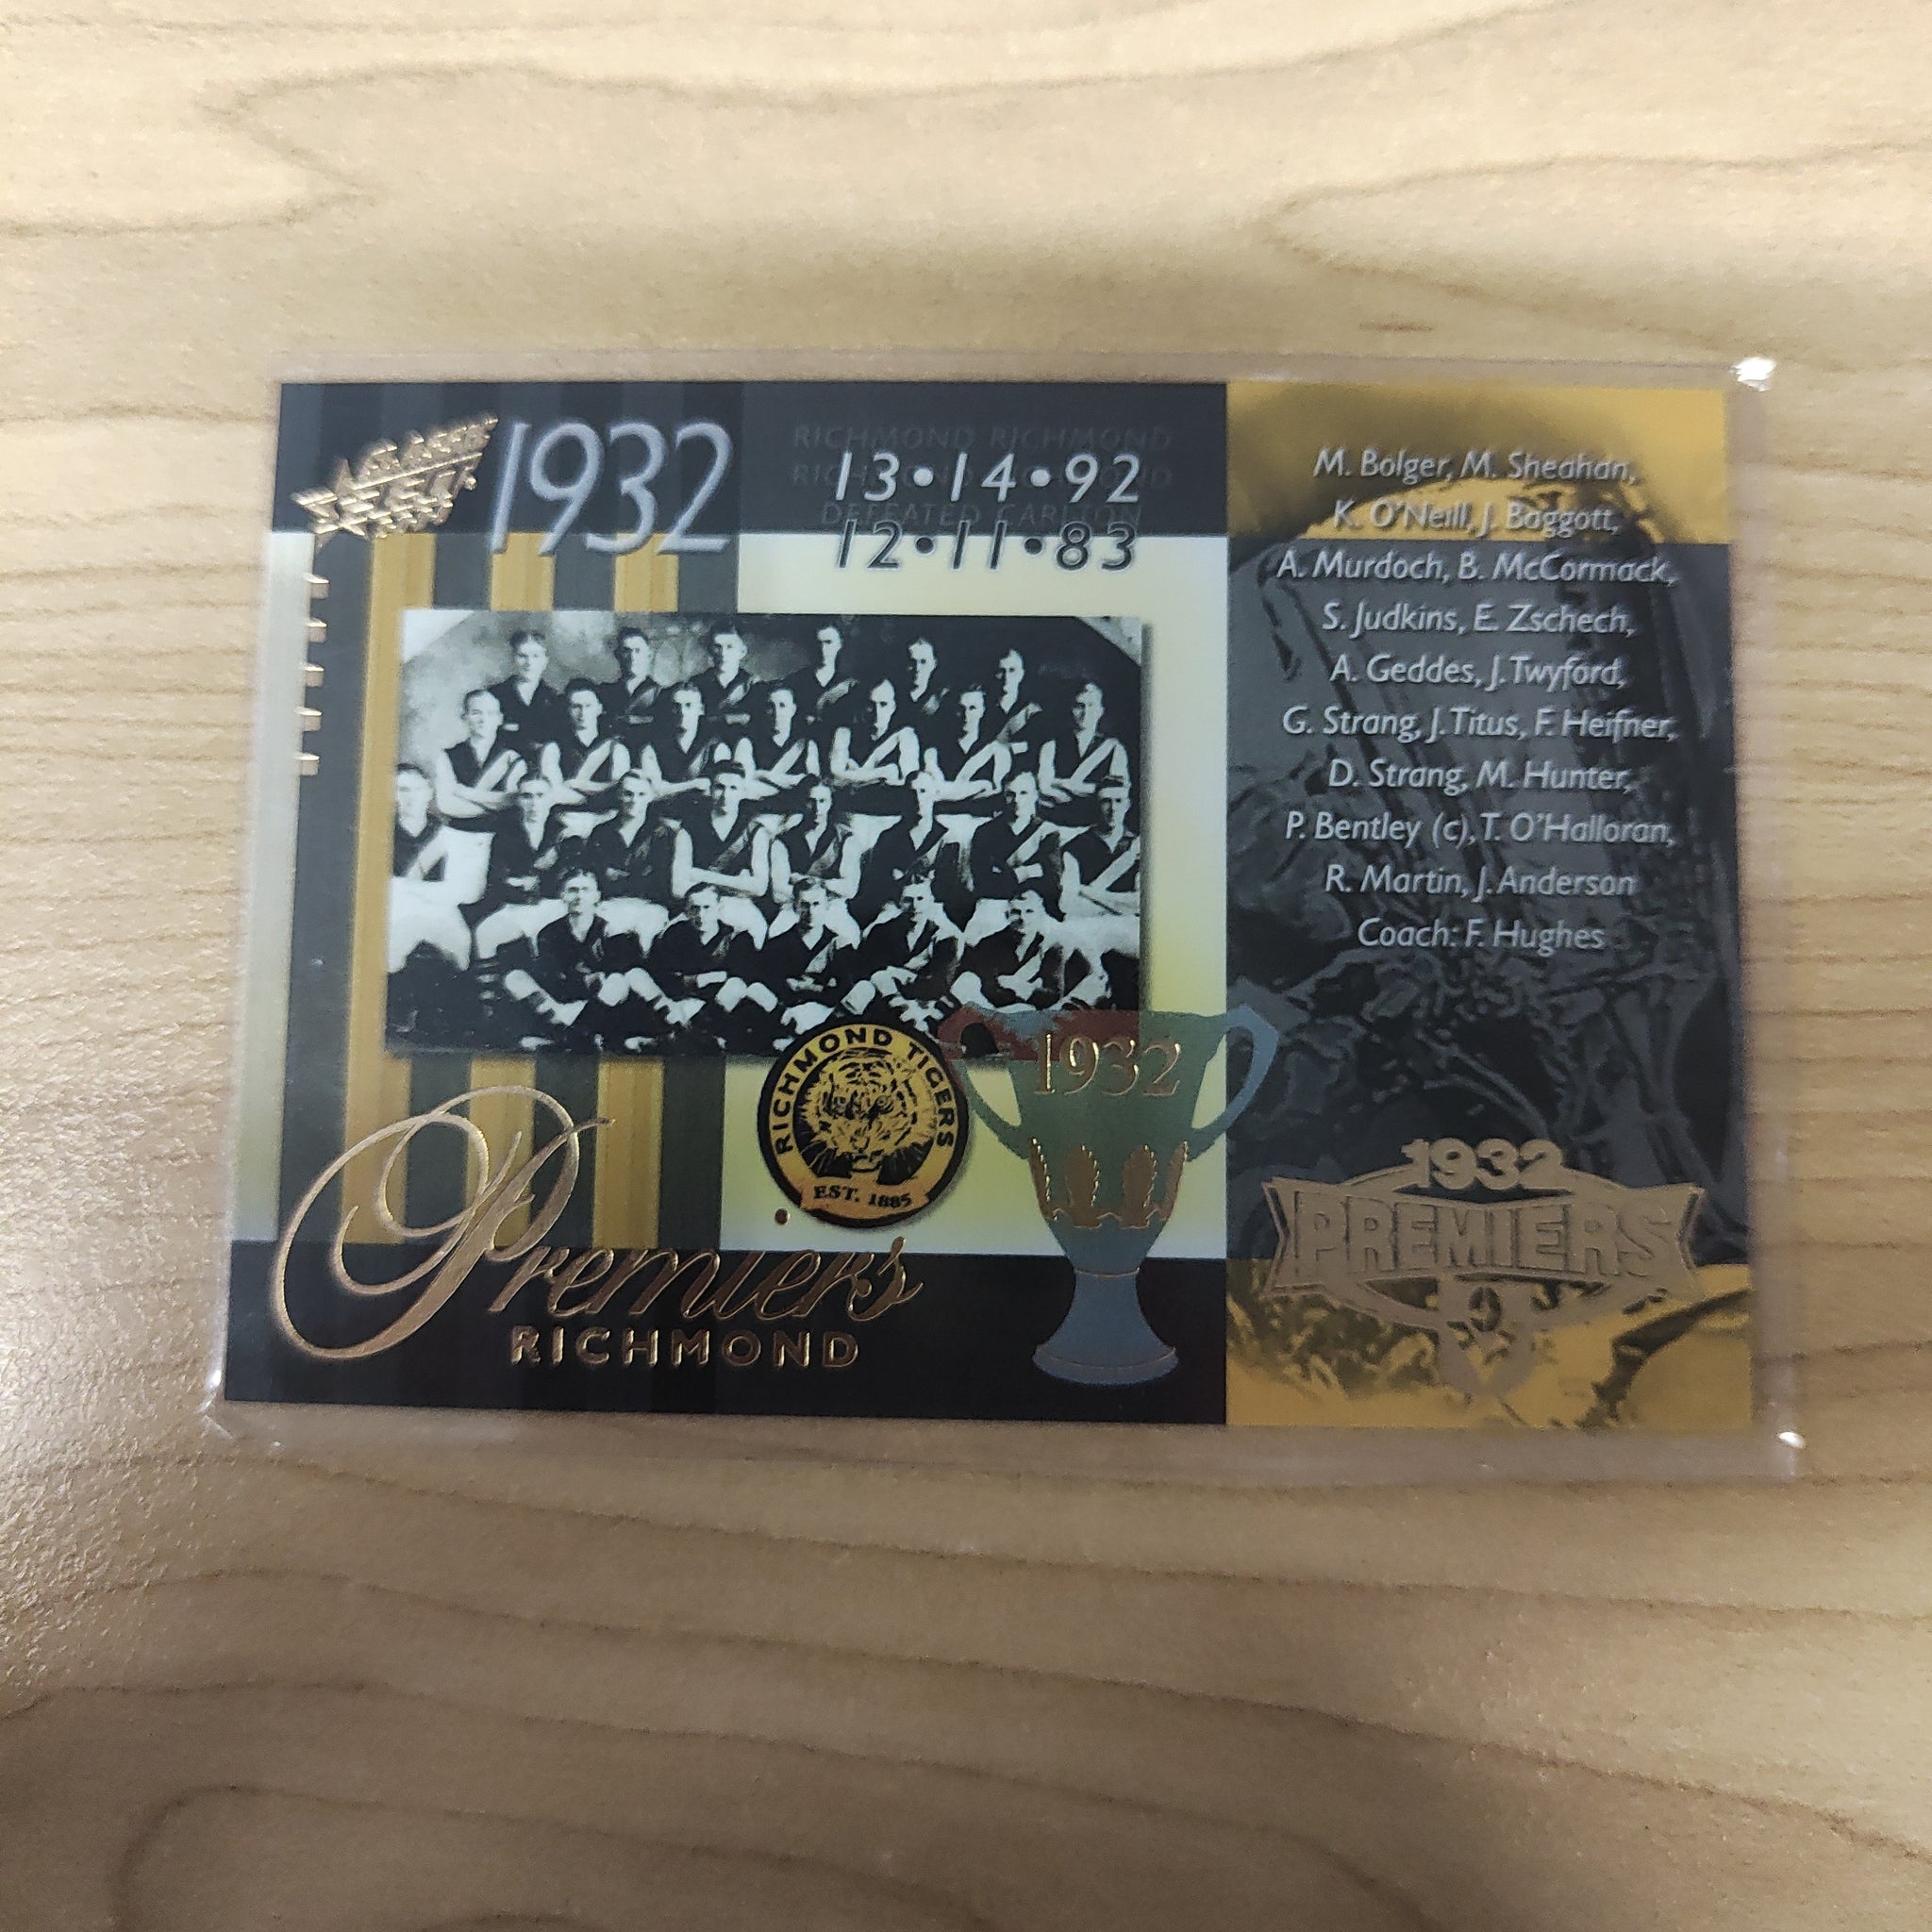 1932
RICHMOND RICHMOND
13•14•92
DEFEATED CARLTON
12•11•83
M. Bolger, M. Sheahan,
K. O'Neill, J. Baggott,
A. Murdoch, B. McCormack,
S. Judkins, E. Zschech,
A. Geddes, J. Twyford,
G. Strang, J. Titus, F. Heifner,
D. Strang, M. Hunter,
P. Bentley (c), T. O'Halloran,
R. Martin, J. Anderson
Coach: F. Hughes
RICHMOND TIGERS
EST. 1885
1932
Premiers
RICHMOND
1932
PREMIERS